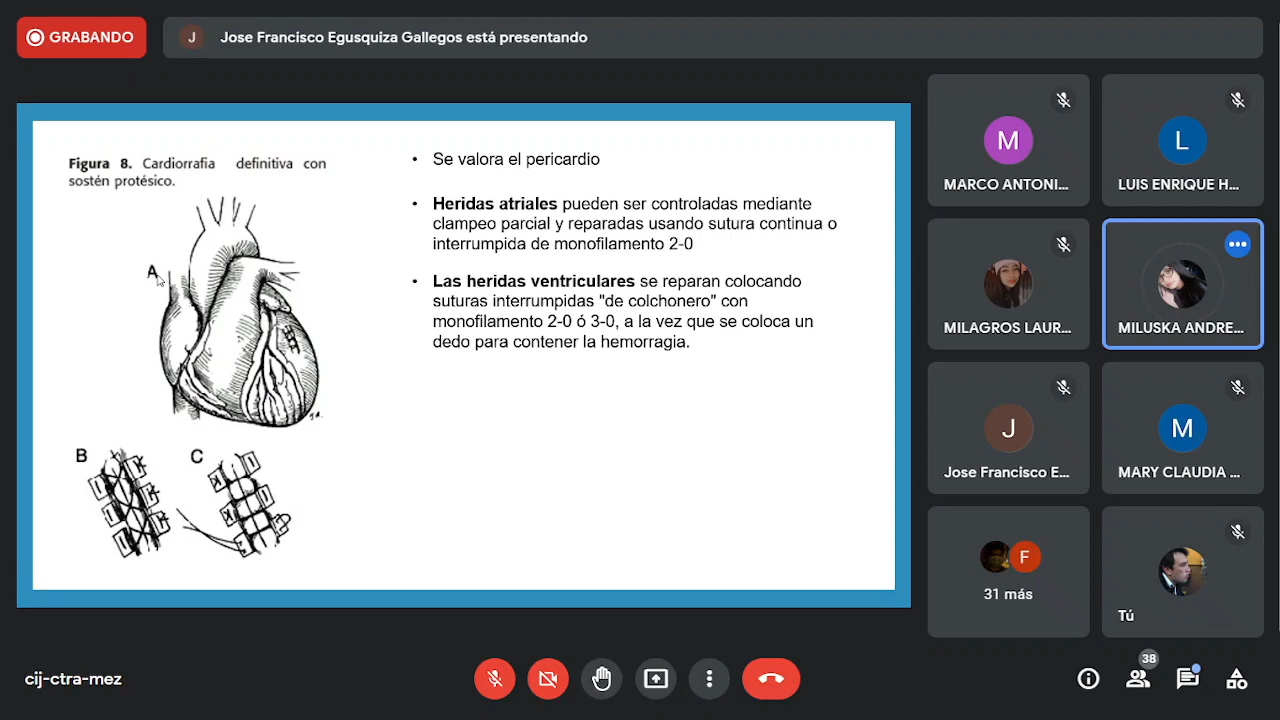 GRABANDO
J
Jose Francisco Egusquiza Gallegos está presentando
Figura 8. Cardiorrafia definitiva con
sostén protésico.
A
B
C
• Se valora el pericardio
• Heridas atriales pueden ser controladas mediante
clampeo parcial y reparadas usando sutura continua o
interrumpida de monofilamento 2-0
• Las heridas ventriculares se reparan colocando
suturas interrumpidas "de colchonero" con
monofilamento 2-0 ó 3-0, a la vez que se coloca un
dedo para contener la hemorragia.
M
MARCO ANTONI...
L
LUIS ENRIQUE H...
MILAGROS LAUR...
MILUSKA ANDRE...
J
Jose Francisco E...
M
MARY CLAUDIA ...
F
31 más
Tú
cij-ctra-mez
38